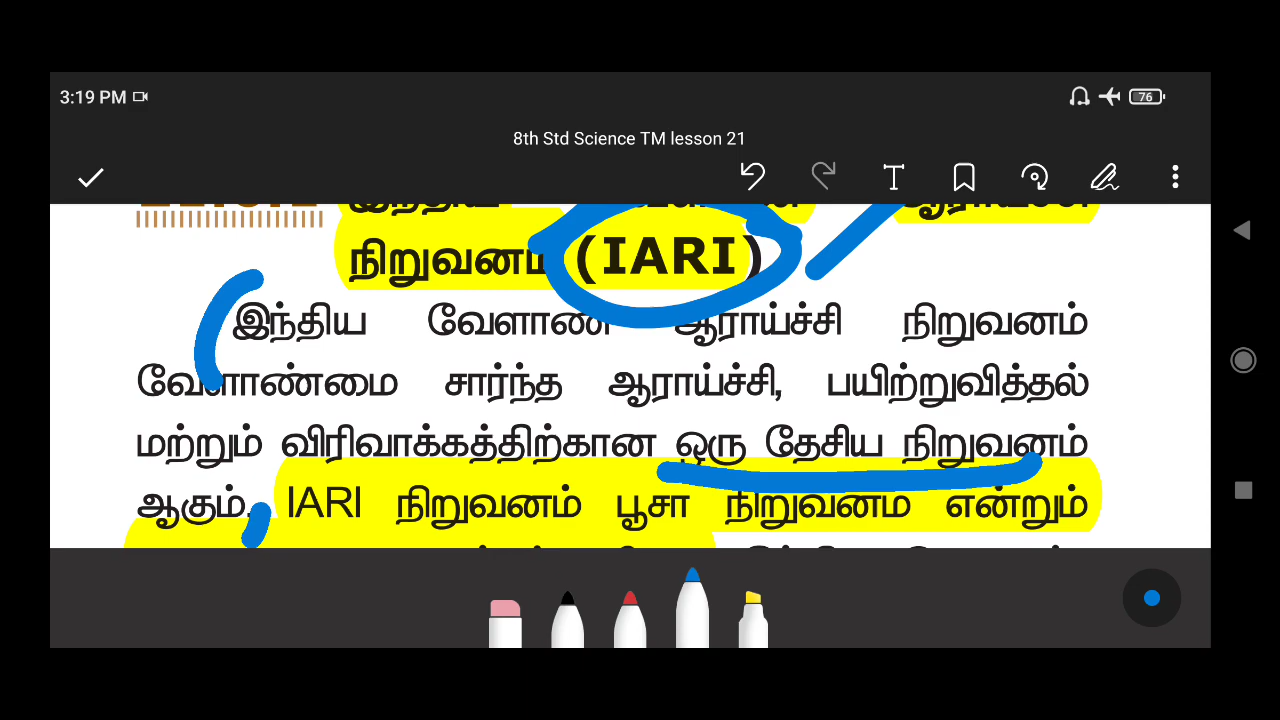 3:19 PM
76
8th Std Science TM lesson 21
நிறுவனம் (IARI)
இந்திய வேளாண் ஆராய்ச்சி நிறுவனம்
வேளாண்மை சார்ந்த ஆராய்ச்சி, பயிற்றுவித்தல்
மற்றும் விரிவாக்கத்திற்கான ஒரு தேசிய நிறுவனம்
ஆகும். IARI நிறுவனம் பூசா நிறுவனம் என்றும்